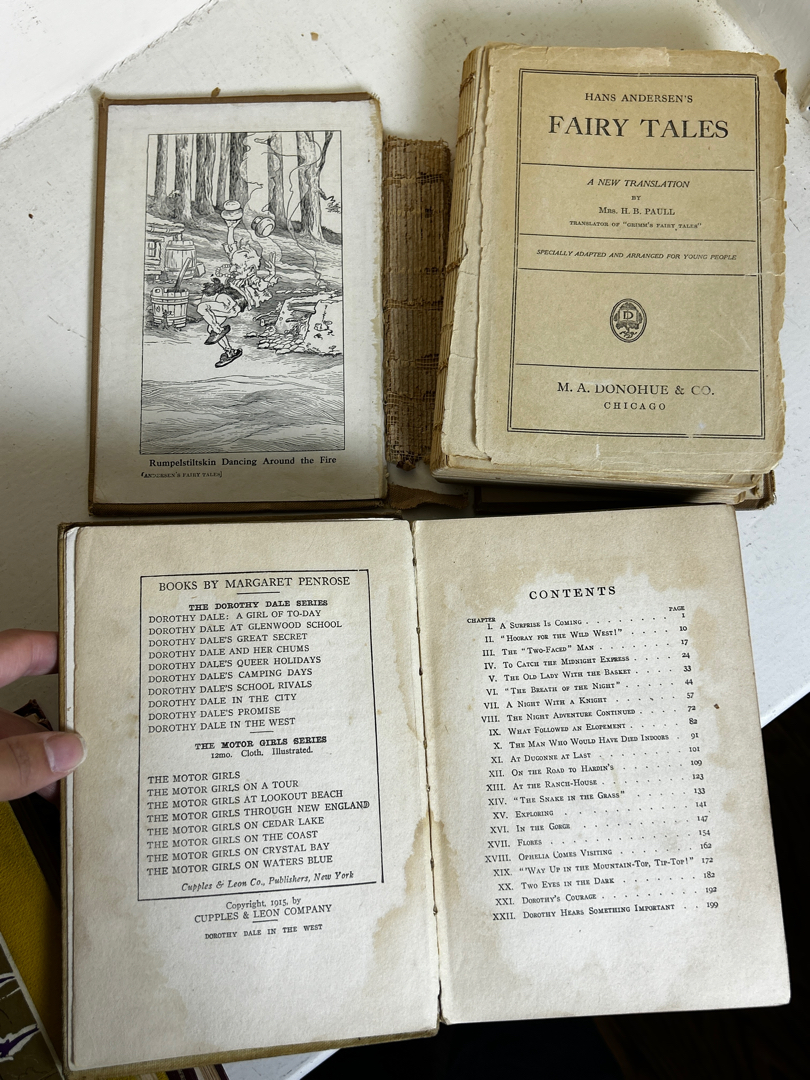 Rumpelstiltskin Dancing Around the Fire
[ANDERSEN'S FAIRY TALES]
HANS ANDERSEN'S
FAIRY TALES
A NEW TRANSLATION
BY
MRS. H. B. PAULL
TRANSLATOR OF "GRIMM'S FAIRY TALES"
SPECIALLY ADAPTED AND ARRANGED FOR YOUNG PEOPLE
D
M. A. DONOHUE & CO.
CHICAGO
BOOKS BY MARGARET PENROSE
THE DOROTHY DALE SERIES
DOROTHY DALE: A GIRL OF TO-DAY
DOROTHY DALE AT GLENWOOD SCHOOL
DOROTHY DALE'S GREAT SECRET
DOROTHY DALE AND HER CHUMS
DOROTHY DALE'S QUEER HOLIDAYS
DOROTHY DALE'S CAMPING DAYS
DOROTHY DALE'S SCHOOL RIVALS
DOROTHY DALE IN THE CITY
DOROTHY DALE'S PROMISE
DOROTHY DALE IN THE WEST
THE MOTOR GIRLS SERIES
12mo. Cloth. Illustrated.
THE MOTOR GIRLS
THE MOTOR GIRLS ON A TOUR
THE MOTOR GIRLS AT LOOKOUT BEACH
THE MOTOR GIRLS THROUGH NEW ENGLAND
THE MOTOR GIRLS ON CEDAR LAKE
THE MOTOR GIRLS ON THE COAST
THE MOTOR GIRLS ON CRYSTAL BAY
THE MOTOR GIRLS ON WATERS BLUE
Cupples & Leon Co., Publishers, New York
Copyright, 1915, by
CUPPLES & LEON COMPANY
DOROTHY DALE IN THE WEST
CONTENTS
CHAPTER PAGE
I. A Surprise Is Coming . . . . . . . . 1
II. "Hooray for the Wild West!" . . . . 10
III. The "Two-Faced" Man . . . . . . . 17
IV. To Catch the Midnight Express . . . 24
V. The Old Lady With the Basket . . . 33
VI. "The Breath of the Night" . . . . . 44
VII. A Night With a Knight . . . . . . . 57
VIII. The Night Adventure Continued . . . 72
IX. What Followed an Elopement . . . . 82
X. The Man Who Would Have Died Indoors . 91
XI. At Dugonne at Last . . . . . . . . 101
XII. On the Road to Hardin's . . . . . . 109
XIII. At the Ranch-House . . . . . . . . 123
XIV. "The Snake in the Grass" . . . . . 133
XV. Exploring . . . . . . . . . . . 141
XVI. In the Gorge . . . . . . . . . . 147
XVII. Flores . . . . . . . . . . . . 154
XVIII. Ophelia Comes Visiting . . . . . . 162
XIX. "'Way Up in the Mountain-Top, Tip-Top!" 172
XX. Two Eyes in the Dark . . . . . . . 182
XXI. Dorothy's Courage . . . . . . . . 192
XXII. Dorothy Hears Something Important . . 199